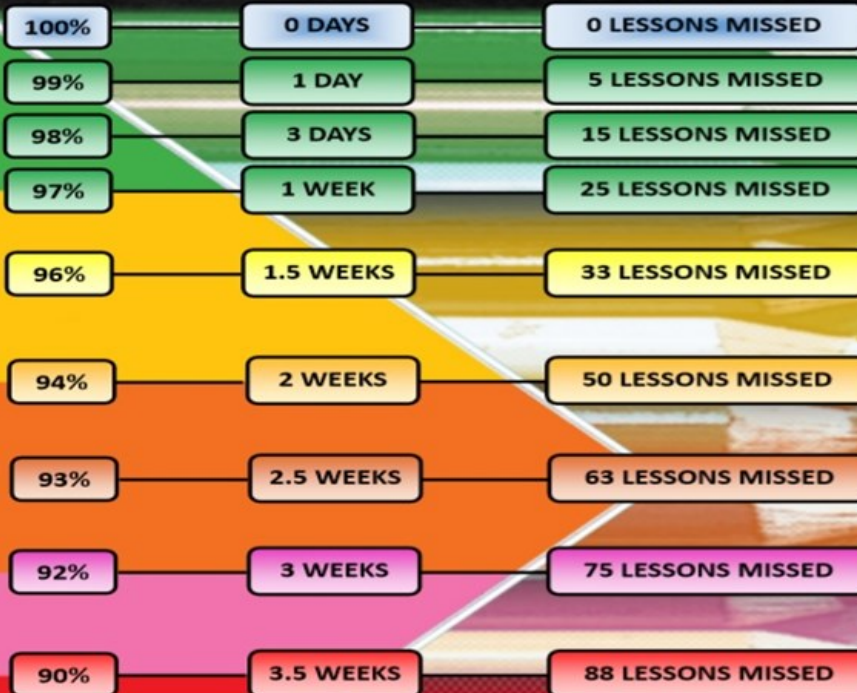 100% 0 DAYS 0 LESSONS MISSED
99% 1 DAY 5 LESSONS MISSED
98% 3 DAYS 15 LESSONS MISSED
97% 1 WEEK 25 LESSONS MISSED
96% 1.5 WEEKS 33 LESSONS MISSED
94% 2 WEEKS 50 LESSONS MISSED
93% 2.5 WEEKS 63 LESSONS MISSED
92% 3 WEEKS 75 LESSONS MISSED
90% 3.5 WEEKS 88 LESSONS MISSED